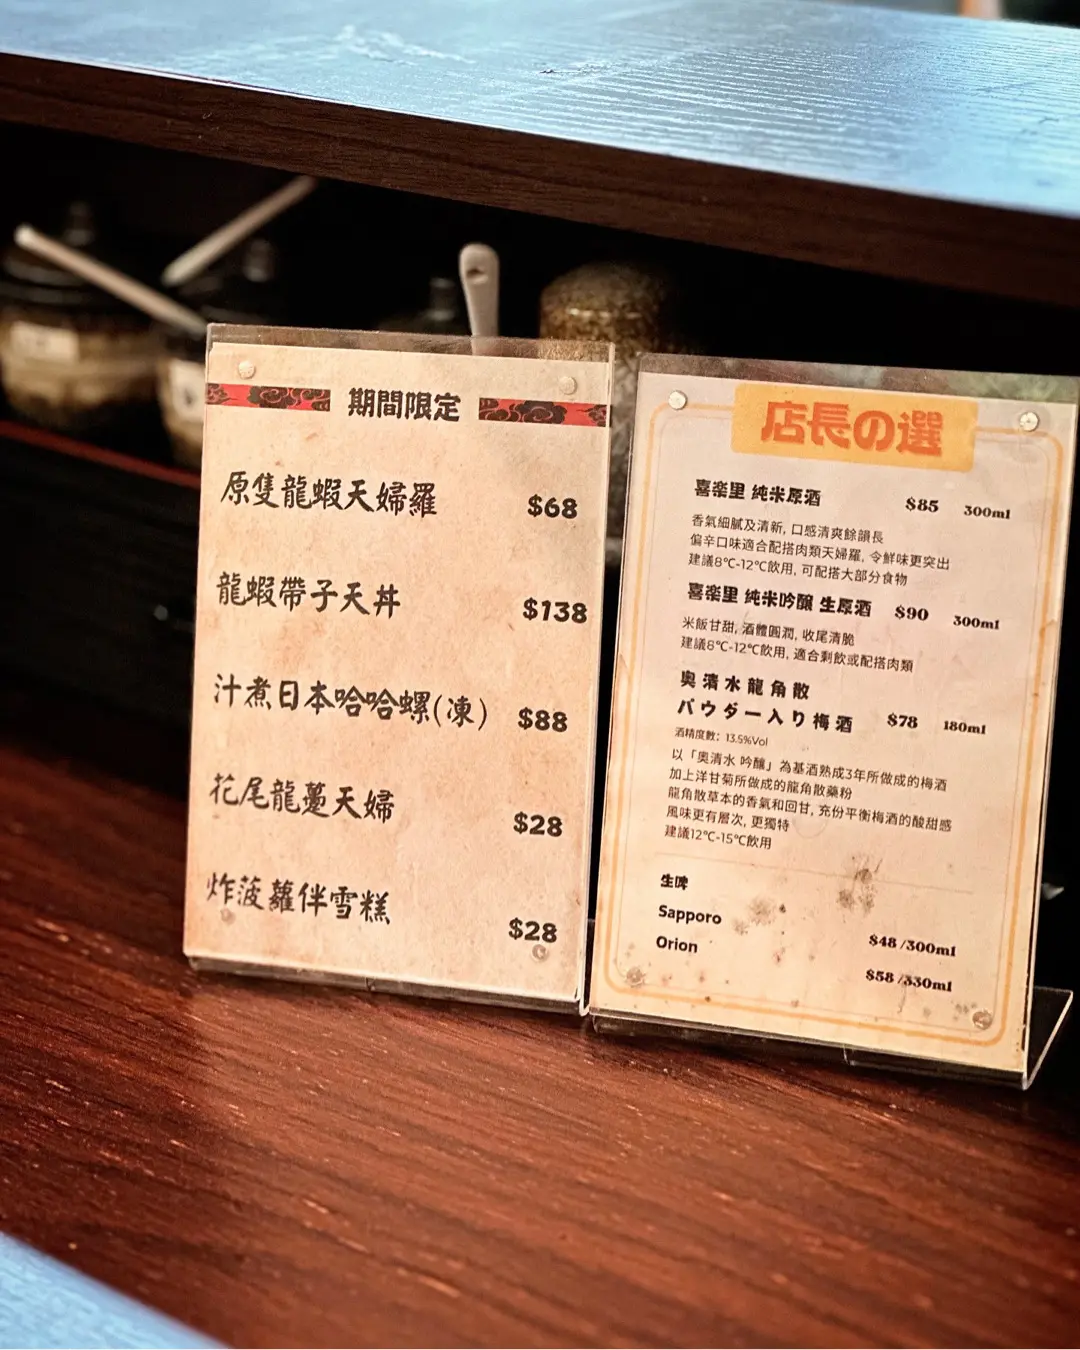 期間限定
原隻龍蝦天婦羅 $68
龍蝦帶子天丼 $138
汁煮日本哈哈螺(凍) $88
花尾龍躉天婦 $28
炸菠蘿伴雪糕 $28
店長の選
喜楽里 純米原酒 $85 300ml
香氣細膩及清新, 口感清爽餘韻長
偏辛口味適合配搭肉類天婦羅, 令鮮味更突出
建議8℃-12℃飲用, 可配搭大部分食物
喜楽里 純米吟釀 生原酒 $90 300ml
米飯甘甜, 酒體圓潤, 收尾清脆
建議8℃-12℃飲用, 適合剩飲或配搭肉類
奥清水龍角散
パウダー入り梅酒 $78 180ml
酒精度數: 13.5%Vol
以「奧清水 吟釀」為基酒熟成3年所做成的梅酒
加上洋甘菊所做成的龍角散藥粉
龍角散草本的香氣和回甘, 充份平衡梅酒的酸甜感
風味更有層次, 更獨特
建議12℃-15℃飲用
生啤
Sapporo $48 /300ml
Orion $58 /330ml